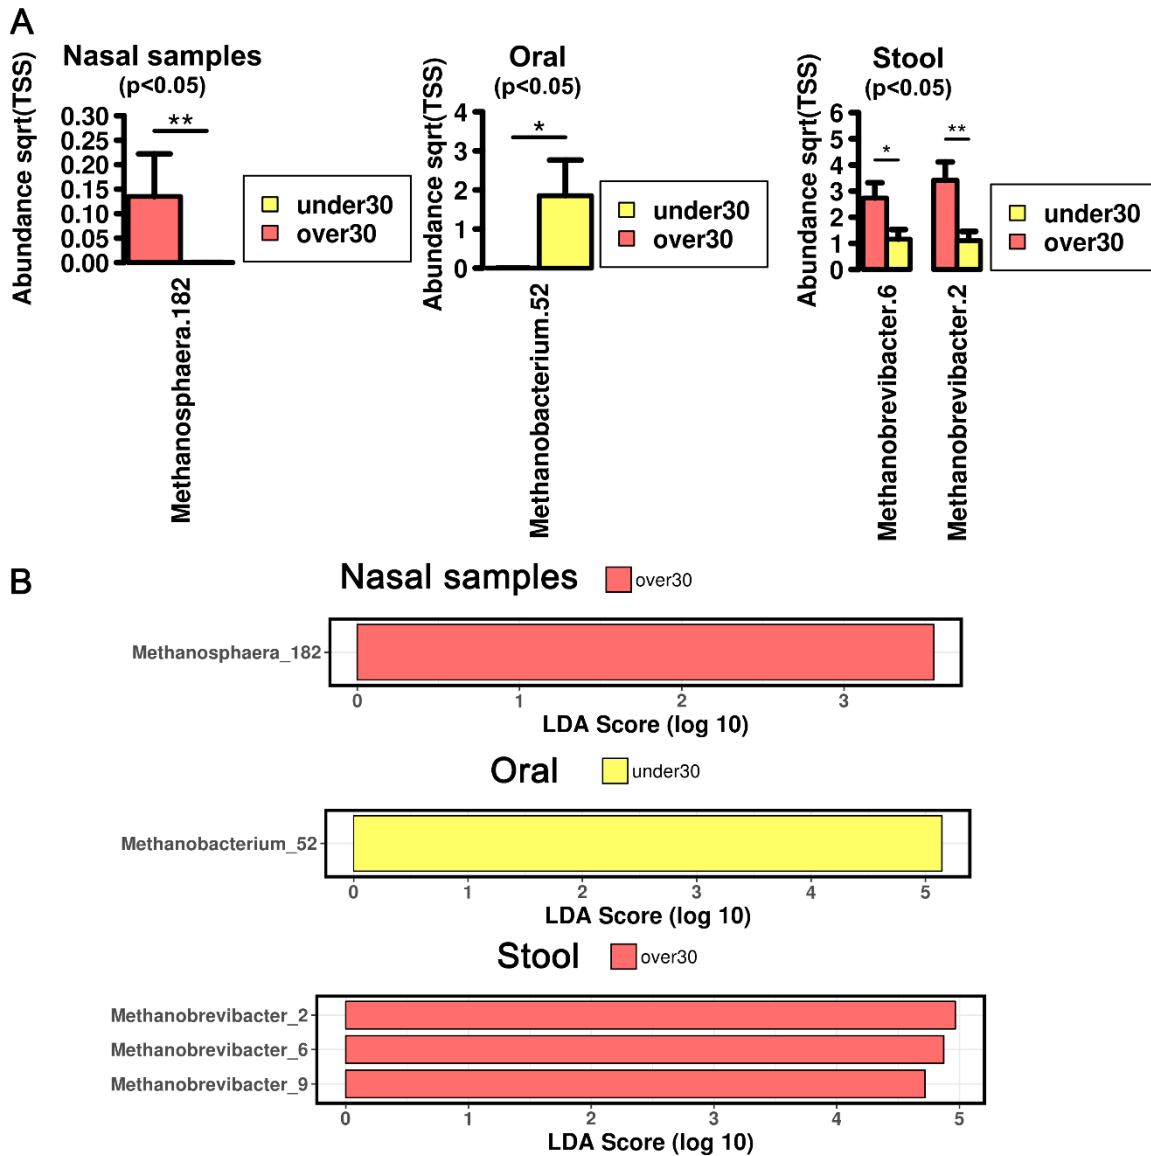 A
Nasal samples
(p<0.05)
Abundance sqrt(TSS)
0.30
0.25
0.20
0.15
0.10
0.05
0.00
**
under30
over30
Methanosphaera.182
Oral
(p<0.05)
Abundance sqrt(TSS)
4
3
2
1
0
*
under30
over30
Methanobacterium.52
Stool
(p<0.05)
Abundance sqrt(TSS)
6
5
4
3
2
1
0
*
**
under30
over30
Methanobrevibacter.6
Methanobrevibacter.2
B
Nasal samples over30
Methanosphaera_182
0 1 2 3
LDA Score (log 10)
Oral under30
Methanobacterium_52
0 1 2 3 4 5
LDA Score (log 10)
Stool over30
Methanobrevibacter_2
Methanobrevibacter_6
Methanobrevibacter_9
0 1 2 3 4 5
LDA Score (log 10)